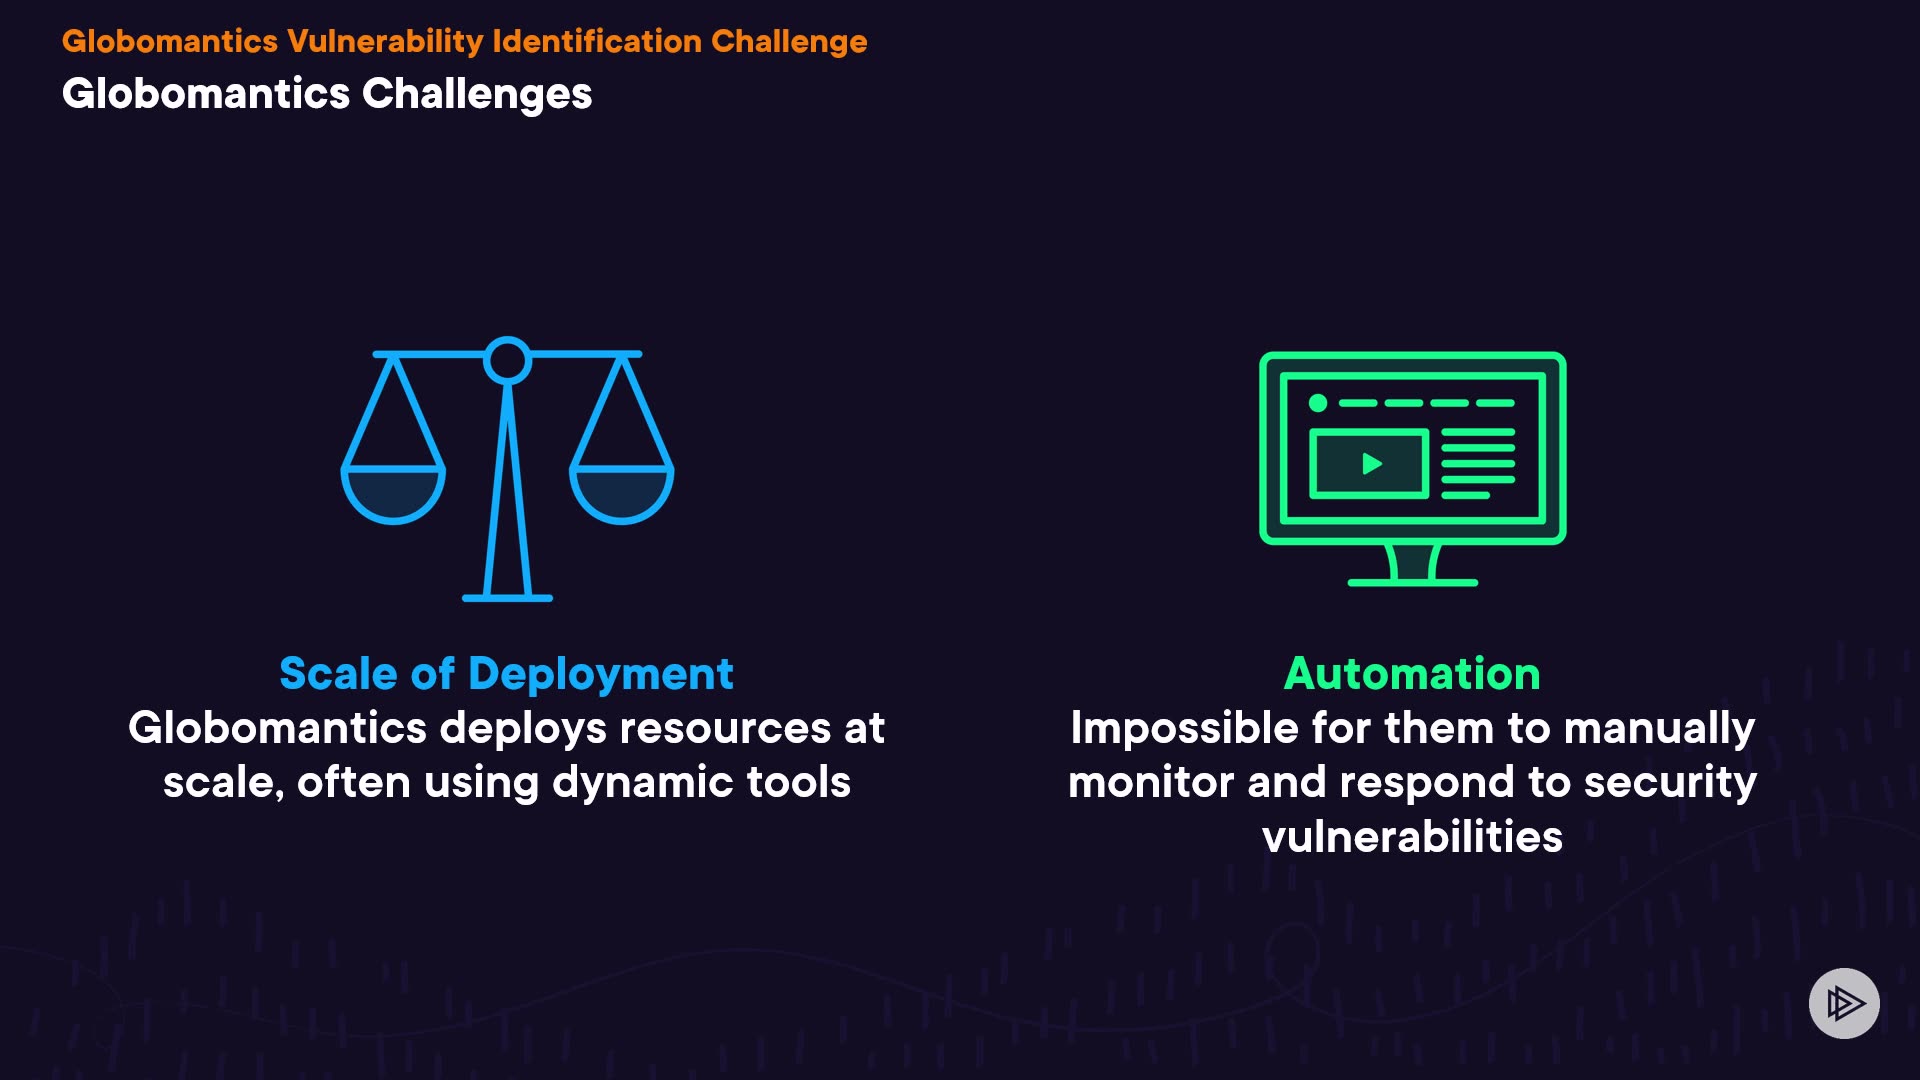 Globomantics Vulnerability Identification Challenge
Globomantics Challenges
Scale of Deployment
Globomantics deploys resources at
scale, often using dynamic tools
Automation
Impossible for them to manually
monitor and respond to security
vulnerabilities